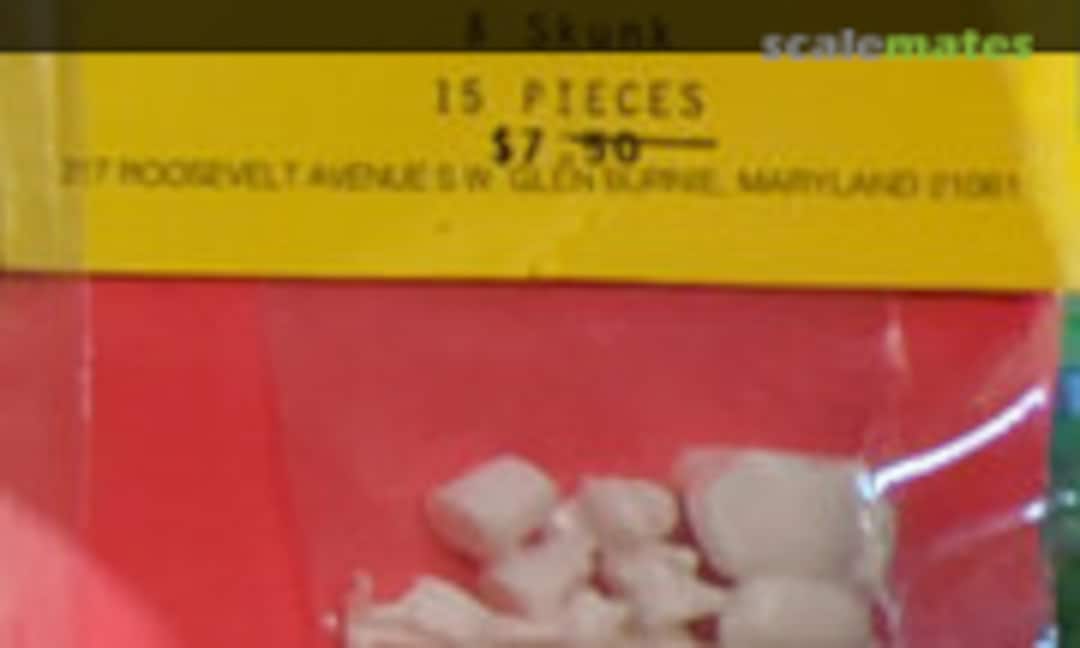 & Skunk
scalemates
15 PIECES
$7.50
217 ROOSEVELT AVENUE S.W. GLEN BURNIE, MARYLAND 21061